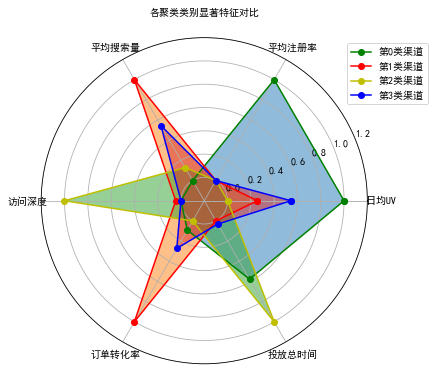 各聚类类别显著特征对比
平均搜索量
平均注册率
第0类渠道
第1类渠道
第2类渠道
第3类渠道
1.2
1.0
0.8
0.6
0.4
0.2
0.0
访问深度
日均UV
订单转化率
投放总时间